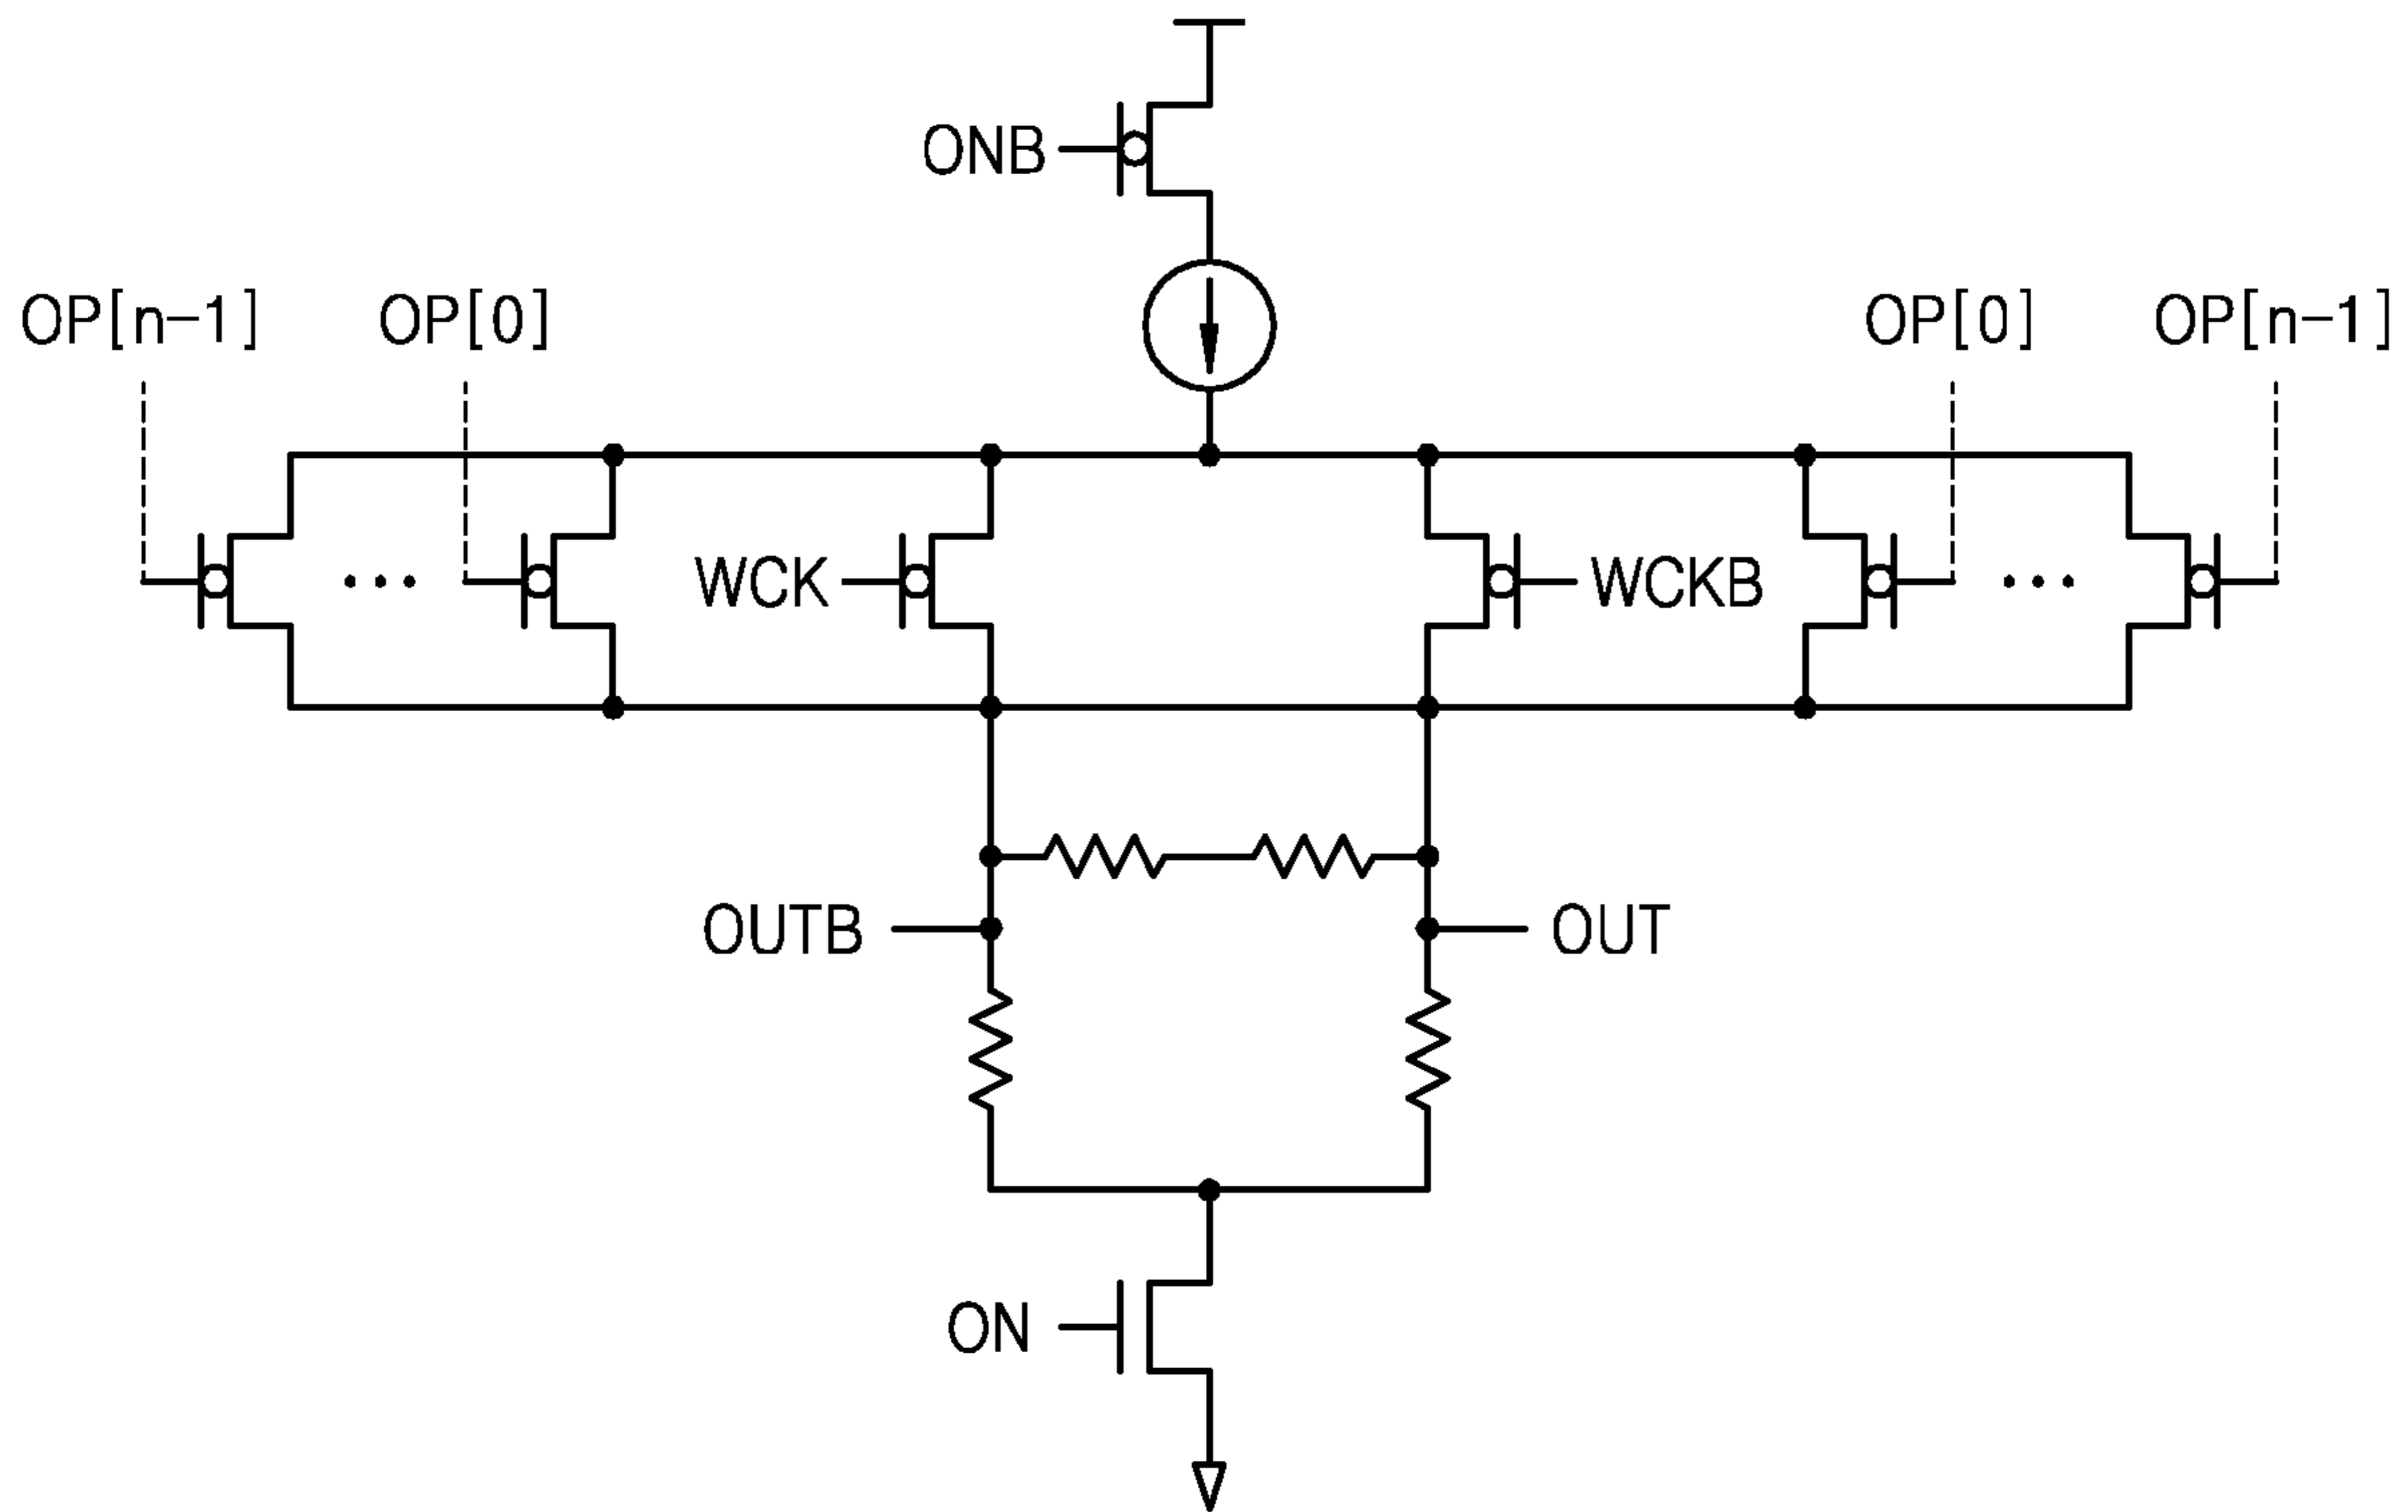 ONB
OP[n-1] OP[0] OP[0] OP[n-1]
WCK WCKB
OUTB OUT
ON